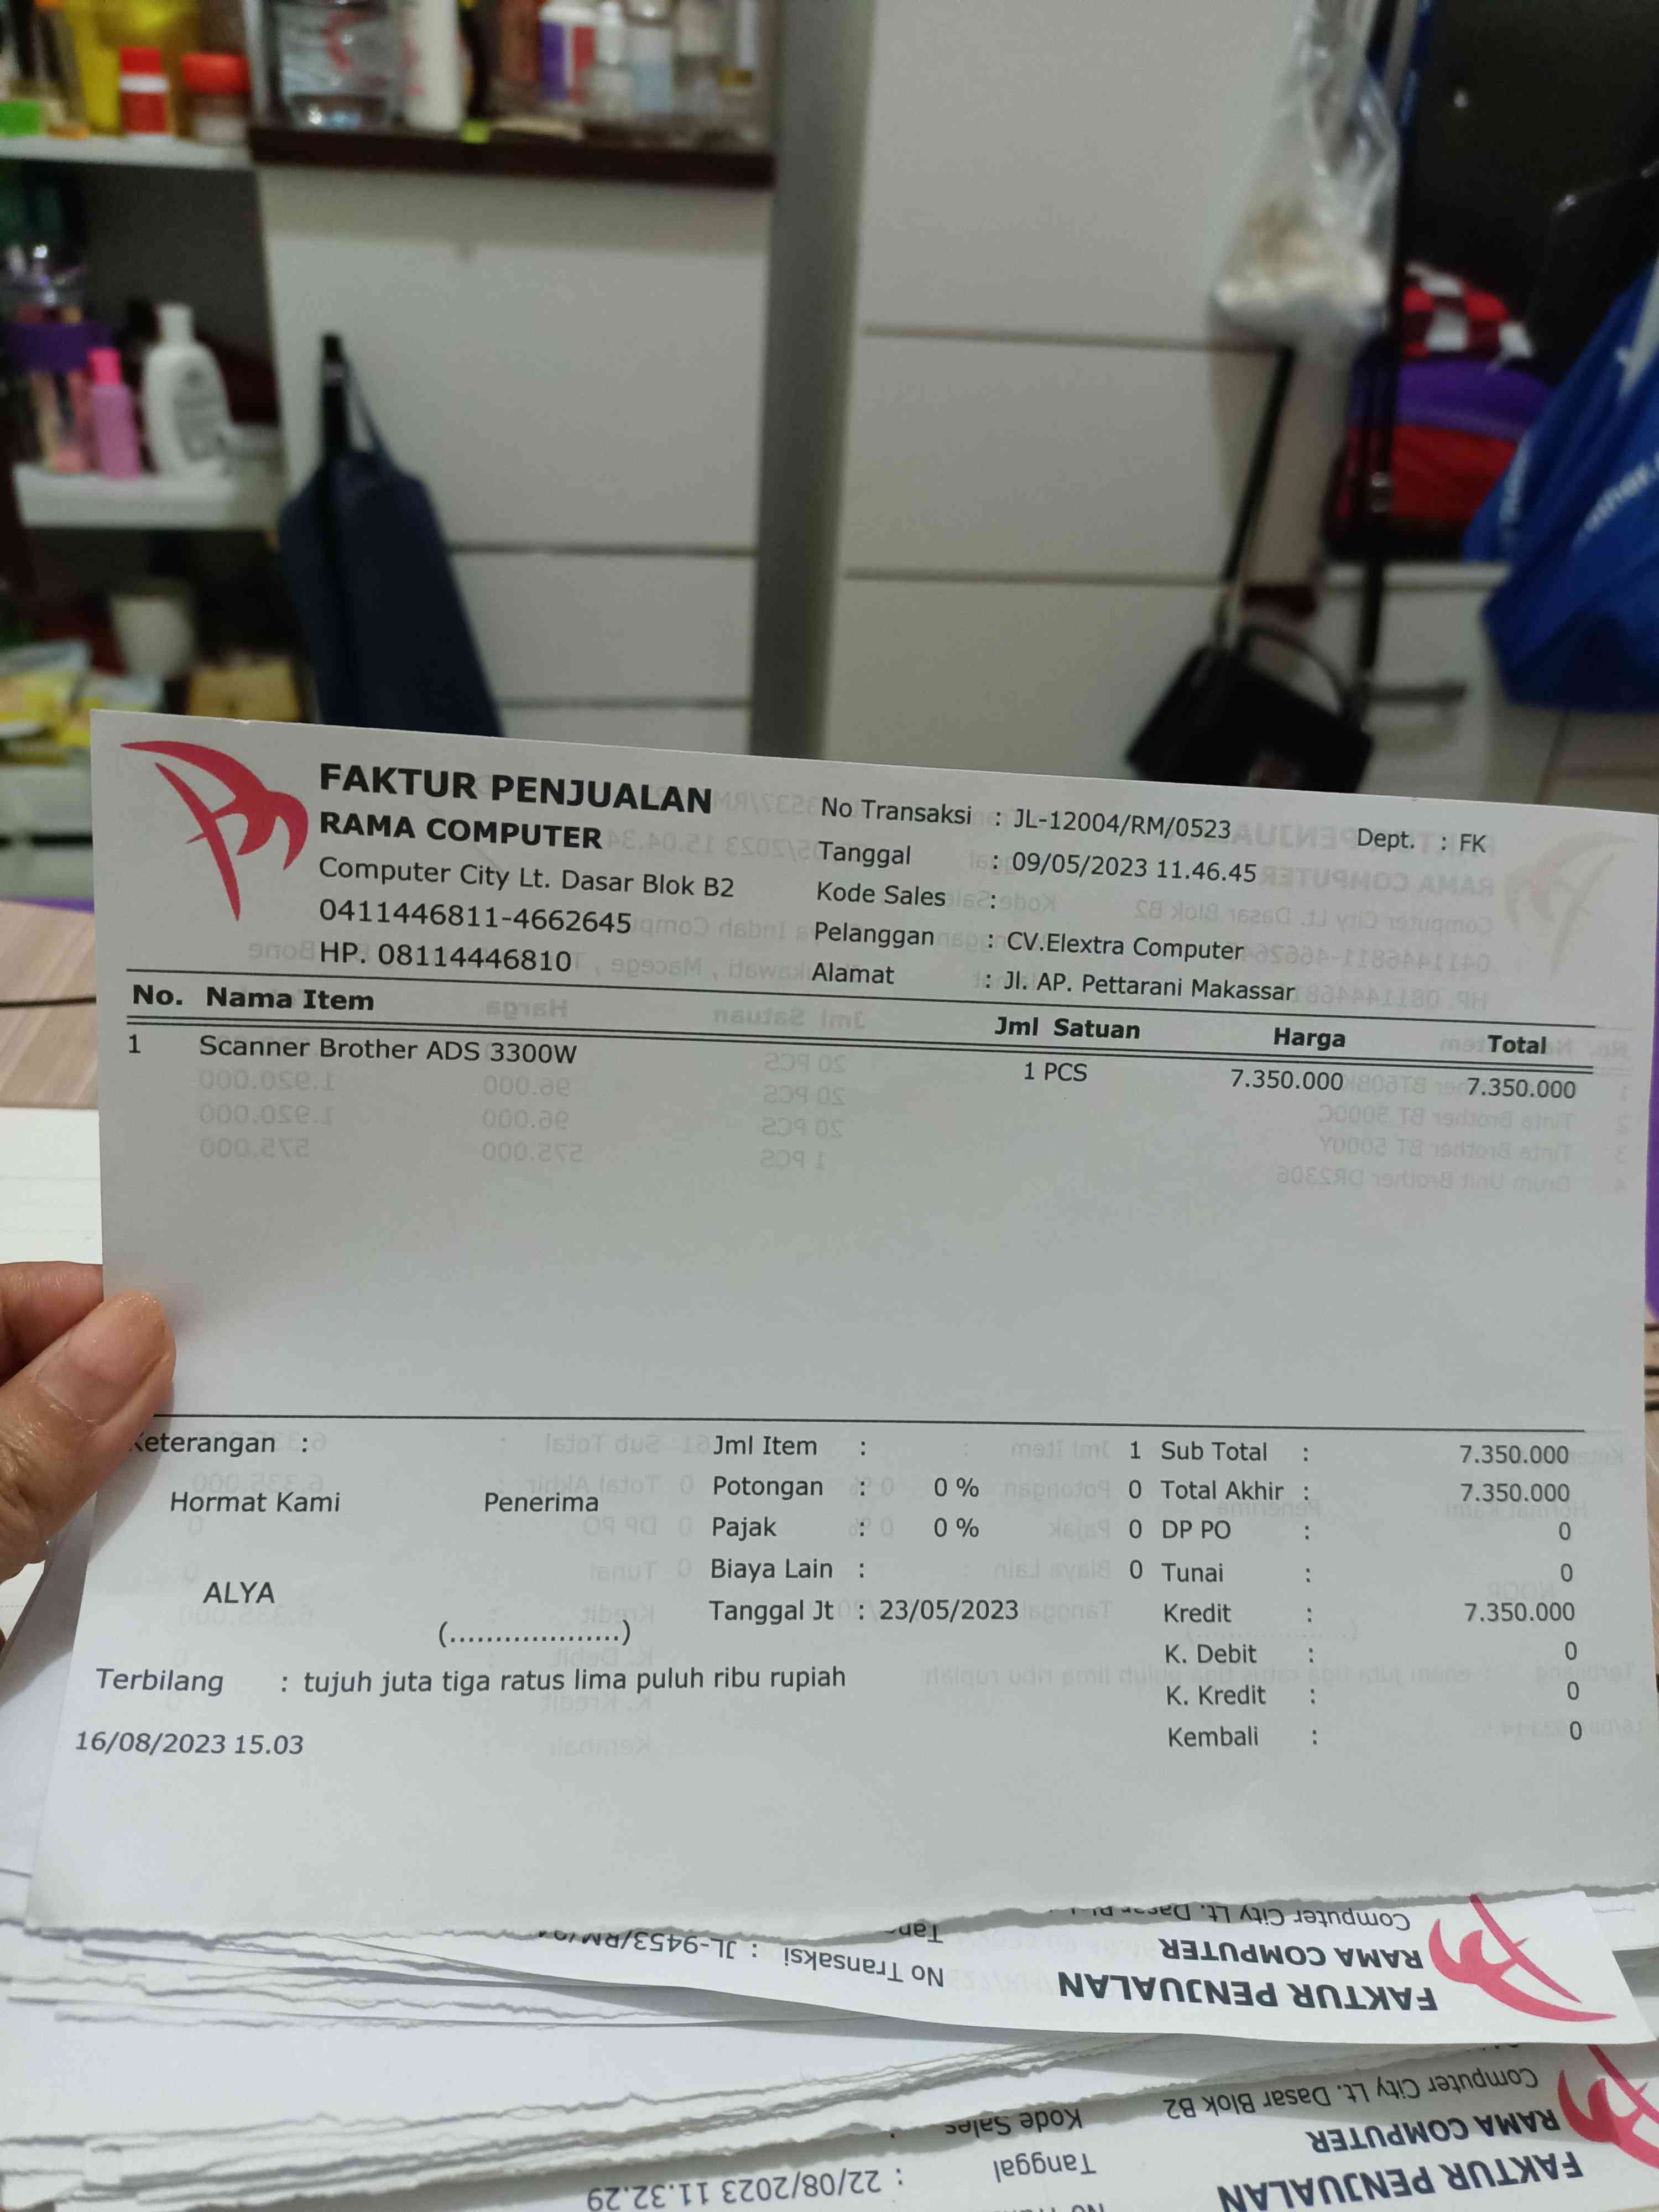 FAKTUR PENJUALAN
RAMA COMPUTER
Computer City Lt. Dasar Blok B2
0411446811-4662645
HP. 08114446810
No Transaksi : JL-12004/RM/0523 Dept. : FK
Tanggal : 09/05/2023 11.46.45
Kode Sales :
Pelanggan : CV.Elextra Computer
Alamat : Jl. AP. Pettarani Makassar
No. Nama Item Jml Satuan Harga Total
1 Scanner Brother ADS 3300W 1 PCS 7.350.000 7.350.000
Keterangan : Jml Item : 1 Sub Total : 7.350.000
Hormat Kami Penerima Potongan : 0 % 0 Total Akhir : 7.350.000
Pajak : 0 % 0 DP PO : 0
Biaya Lain : 0 Tunai : 0
ALYA Tanggal Jt : 23/05/2023 Kredit : 7.350.000
(....................) K. Debit : 0
Terbilang : tujuh juta tiga ratus lima puluh ribu rupiah K. Kredit : 0
16/08/2023 15.03 Kembali : 0
FAKTUR PENJUALAN
RAMA COMPUTER
Computer City Lt. Dasar
No Transaksi : JL-9453/RM
FAKTUR PENJUALAN
RAMA COMPUTER
Computer City Lt. Dasar Blok B2
Tanggal : 22/08/2023 11.32.29
Kode Sales :